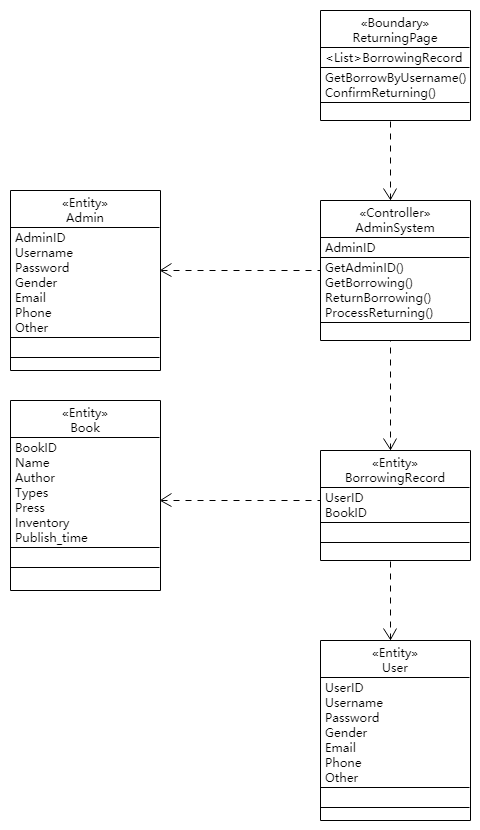 «Boundary»
ReturningPage
<List>BorrowingRecord
GetBorrowByUsername()
ConfirmReturning()
«Entity»
Admin
AdminID
Username
Password
Gender
Email
Phone
Other
«Controller»
AdminSystem
AdminID
GetAdminID()
GetBorrowing()
ReturnBorrowing()
ProcessReturning()
«Entity»
Book
BookID
Name
Author
Types
Press
Inventory
Publish_time
«Entity»
BorrowingRecord
UserID
BookID
«Entity»
User
UserID
Username
Password
Gender
Email
Phone
Other